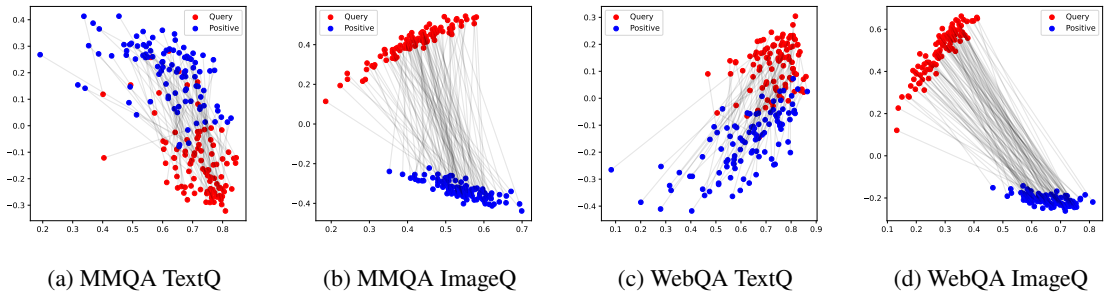 Query
Positive
0.4
0.3
0.2
0.1
0.0
−0.1
−0.2
−0.3
0.2 0.3 0.4 0.5 0.6 0.7 0.8
(a) MMQA TextQ
Query
Positive
0.4
0.2
0.0
−0.2
−0.4
0.2 0.3 0.4 0.5 0.6 0.7
(b) MMQA ImageQ
Query
Positive
0.3
0.2
0.1
0.0
−0.1
−0.2
−0.3
−0.4
0.1 0.2 0.3 0.4 0.5 0.6 0.7 0.8 0.9
(c) WebQA TextQ
Query
Positive
0.6
0.4
0.2
0.0
−0.2
0.1 0.2 0.3 0.4 0.5 0.6 0.7 0.8
(d) WebQA ImageQ